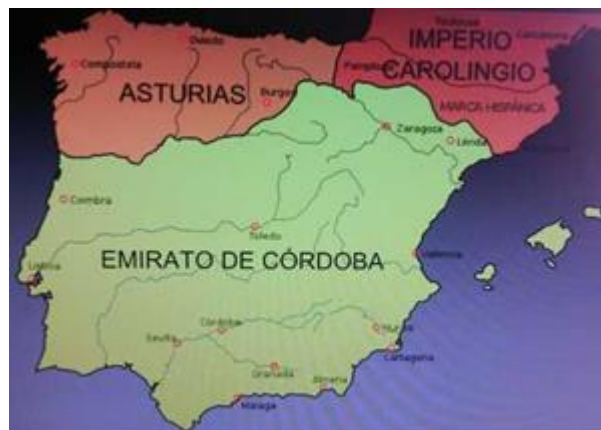 Toulouse
Oviedo
IMPERIO
Compostela
Pamplona
CAROLINGIO
ASTURIAS
Burgos
MARCA HISPÁNICA
Zaragoza
Lérida
Coimbra
Toledo
Valencia
EMIRATO DE CÓRDOBA
Lisboa
Córdoba
Murcia
Sevilla
Cartagena
Granada
Almería
Málaga